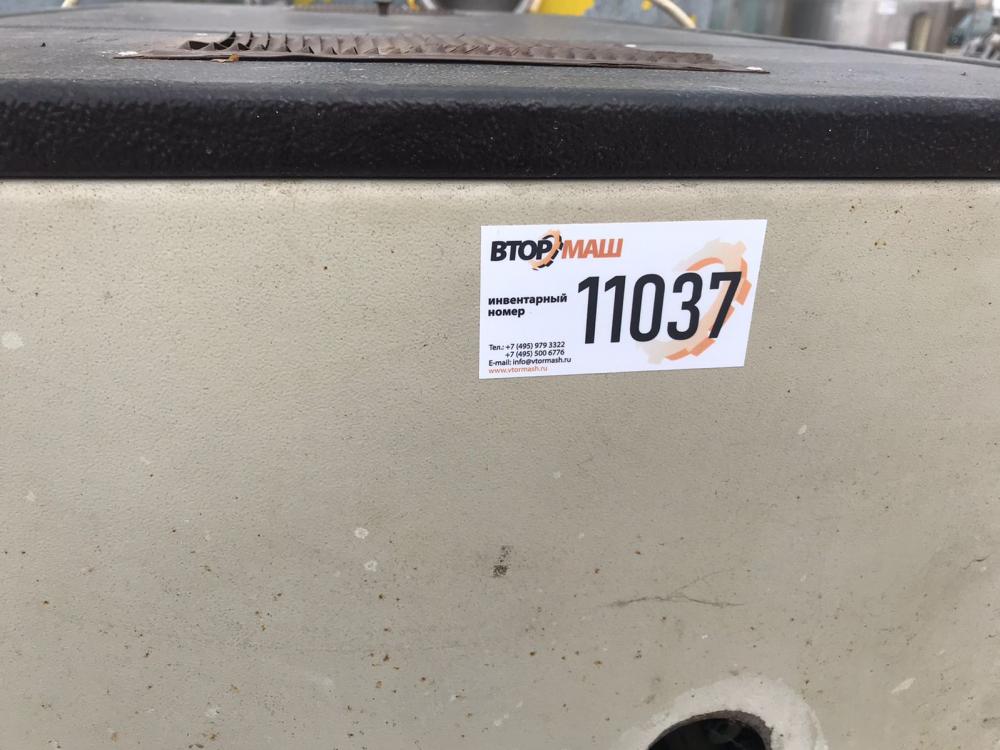 ВТОРМАШ
инвентарный
номер
11037
Тел.: +7 (495) 979 3322
+7 (495) 500 6776
E-mail: info@vtormash.ru
www.vtormash.ru